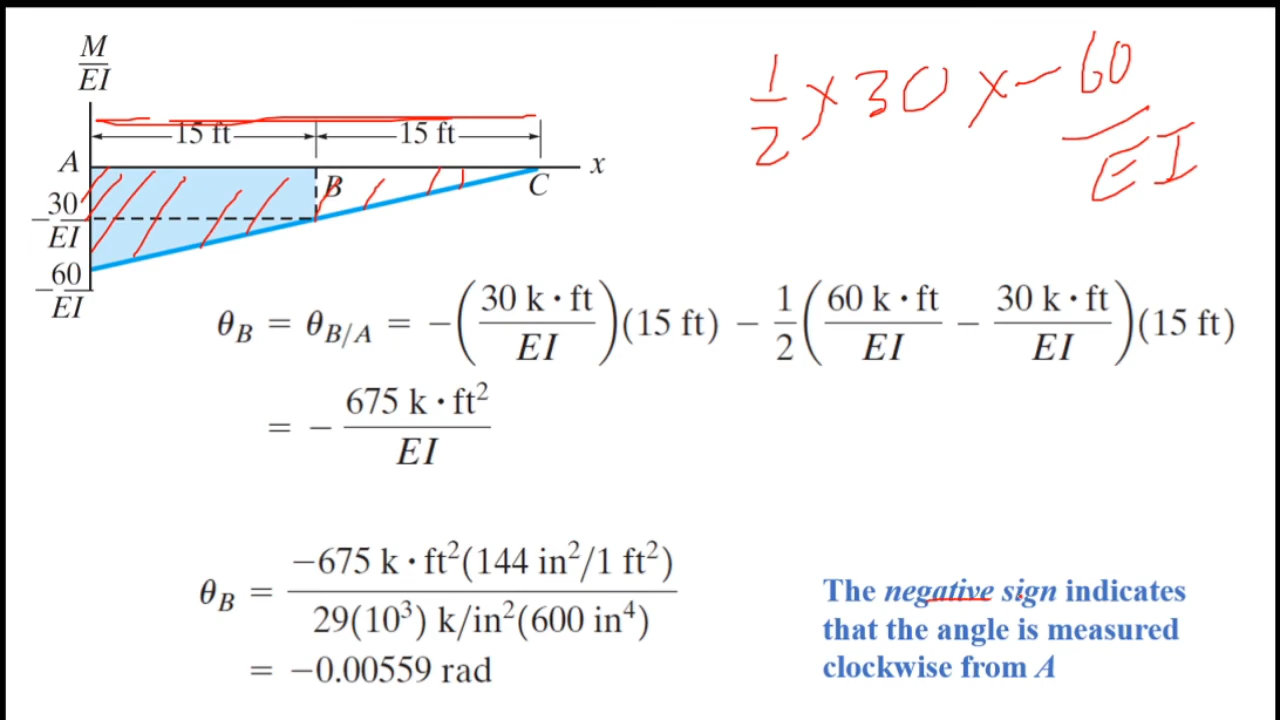 M/EI
1/2 × 30 × -60/EI
15 ft 15 ft
A B C x
-30/EI
-60/EI
θ_B = θ_B/A = -(30 k·ft/EI)(15 ft) - 1/2(60 k·ft/EI - 30 k·ft/EI)(15 ft)
= - 675 k·ft²/EI
θ_B = -675 k·ft²(144 in²/1 ft²)/29(10³) k/in²(600 in⁴)
= -0.00559 rad
The negative sign indicates
that the angle is measured
clockwise from A